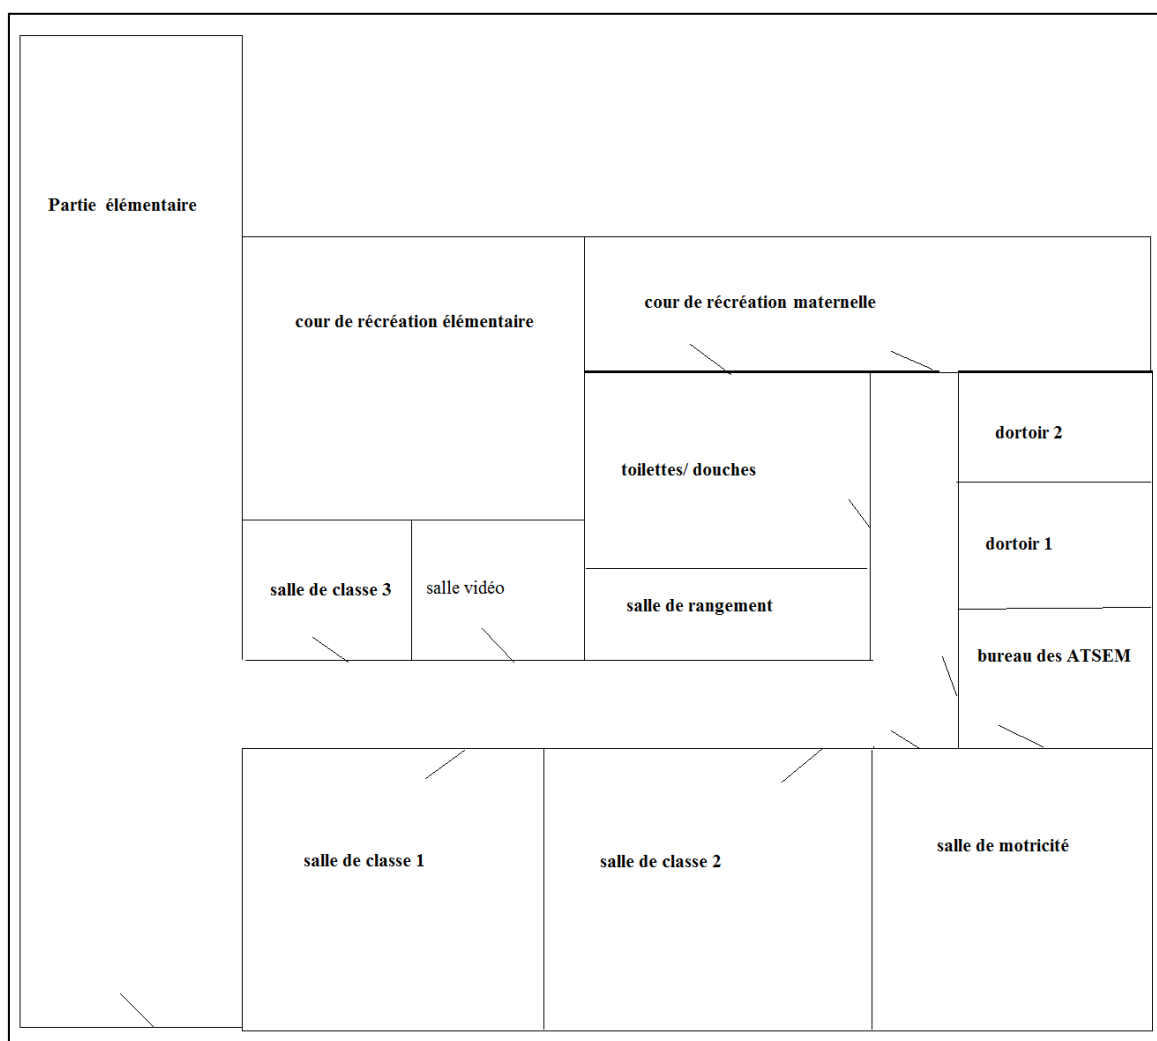 Partie élémentaire
cour de récréation maternelle
cour de récréation élémentaire
dortoir 2
toilettes/ douches
dortoir 1
salle de classe 3
salle vidéo
salle de rangement
bureau des ATSEM
salle de motricité
salle de classe 1
salle de classe 2